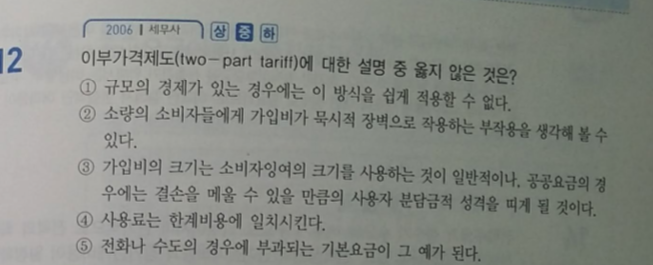 2006 | 세무사 상 중 하
12 이부가격제도(two-part tariff)에 대한 설명 중 옳지 않은 것은?
① 규모의 경제가 있는 경우에는 이 방식을 쉽게 적용할 수 없다.
② 소량의 소비자들에게 가입비가 묵시적 장벽으로 작용하는 부작용을 생각해 볼 수
있다.
③ 가입비의 크기는 소비자잉여의 크기를 사용하는 것이 일반적이나, 공공요금의 경
우에는 결손을 메울 수 있을 만큼의 사용자 분담금적 성격을 띠게 될 것이다.
④ 사용료는 한계비용에 일치시킨다.
⑤ 전화나 수도의 경우에 부과되는 기본요금이 그 예가 된다.